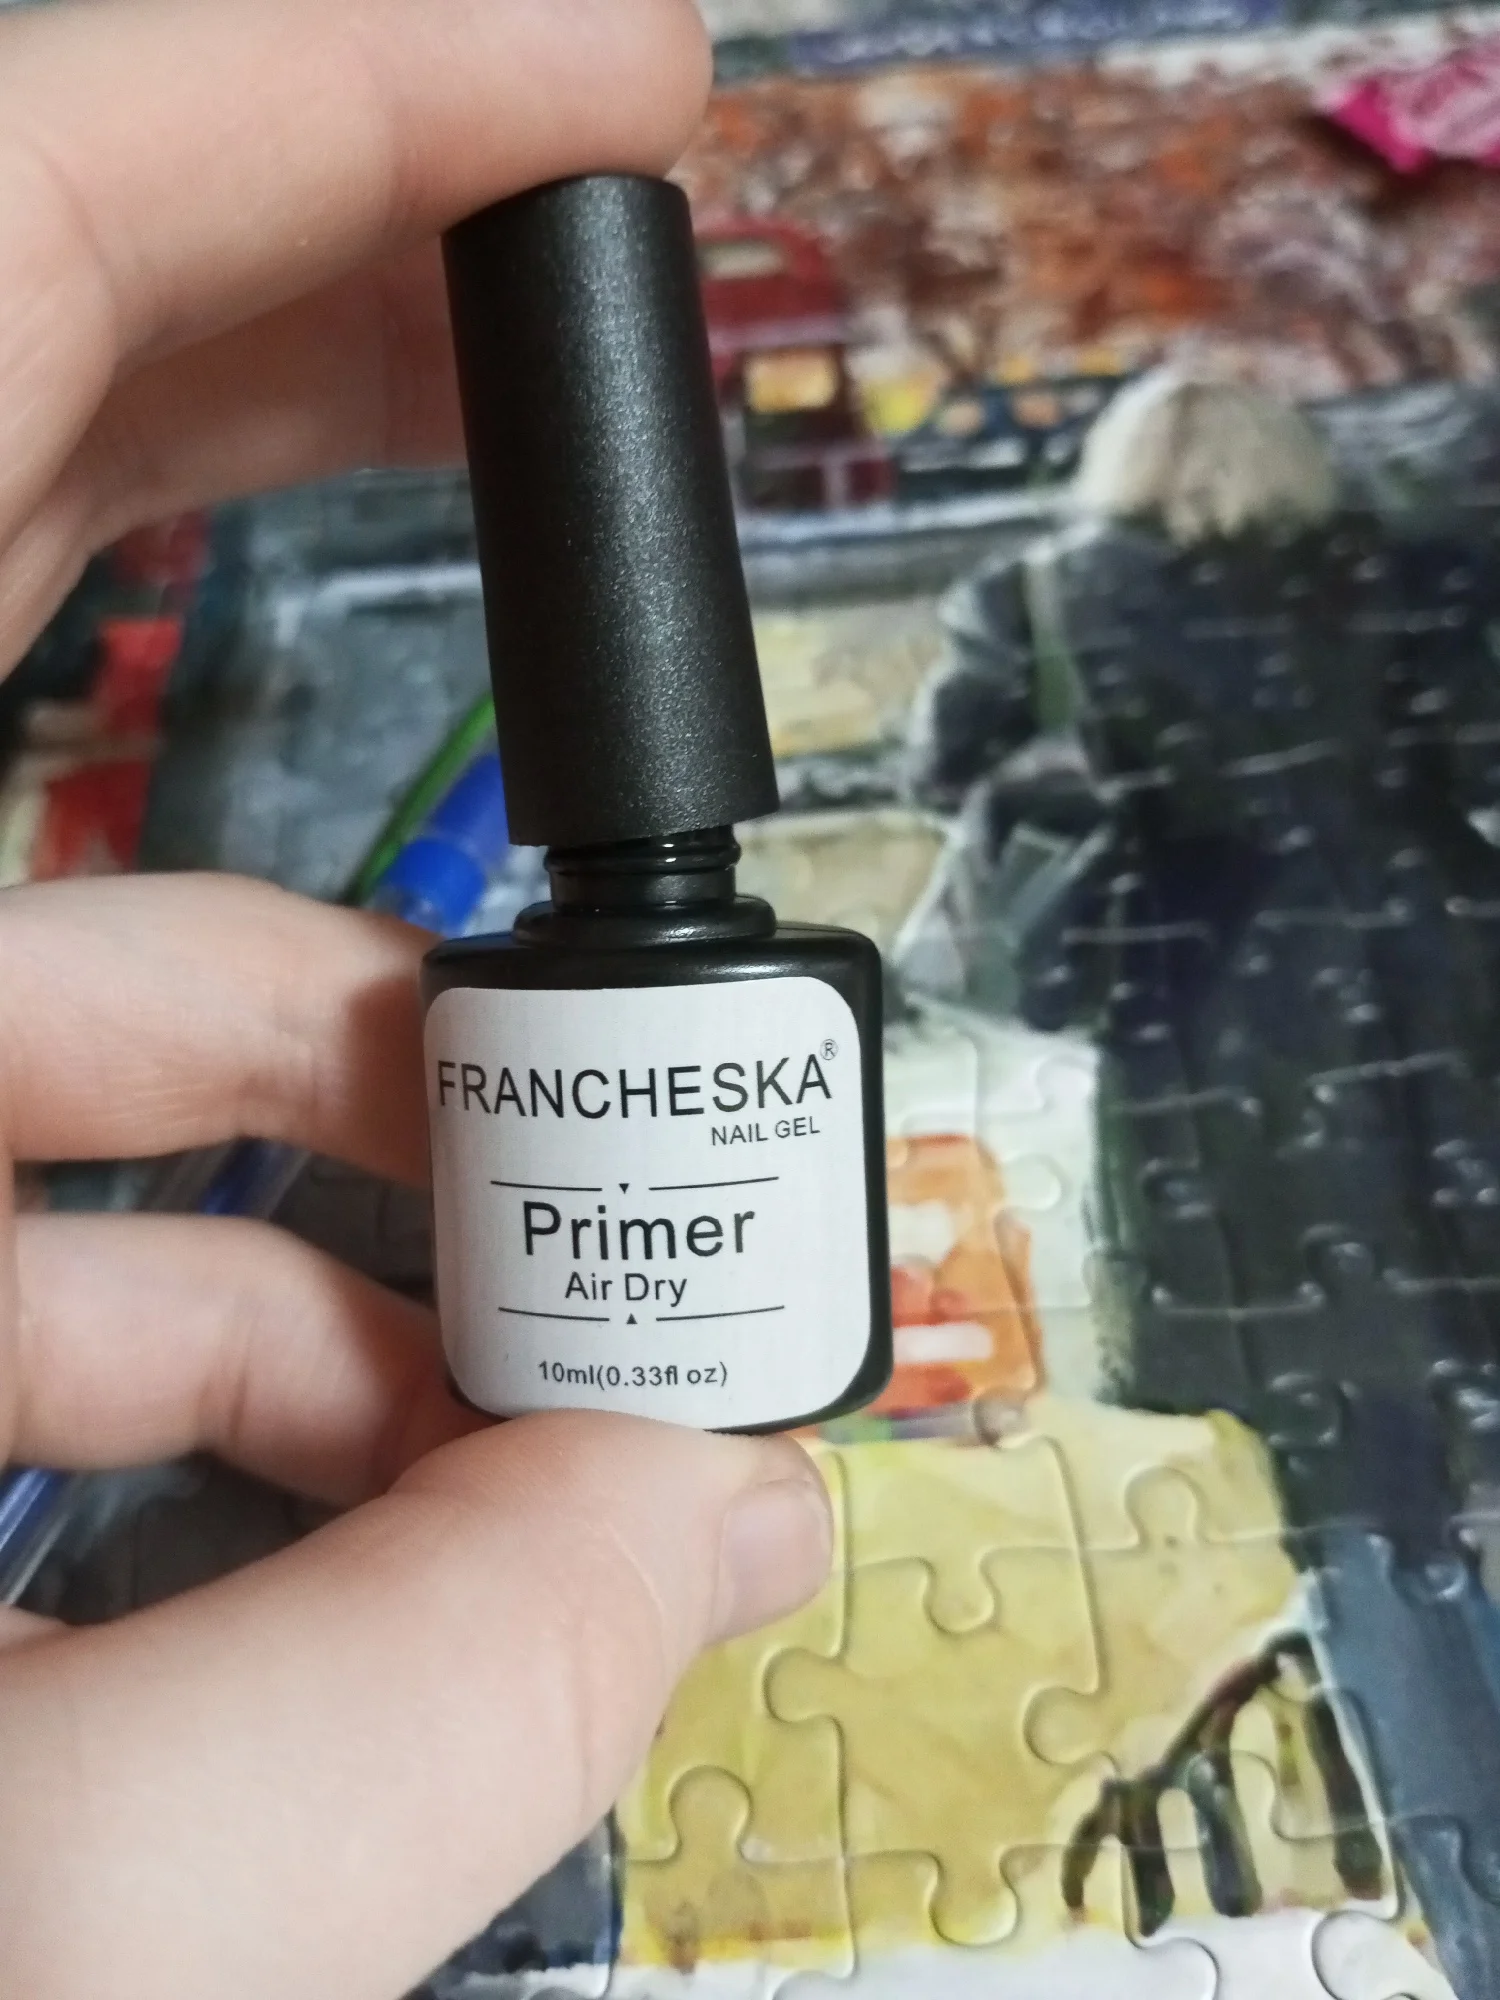 FRANCHESKA®
NAIL GEL
Primer
Air Dry
10ml(0.33fl oz)